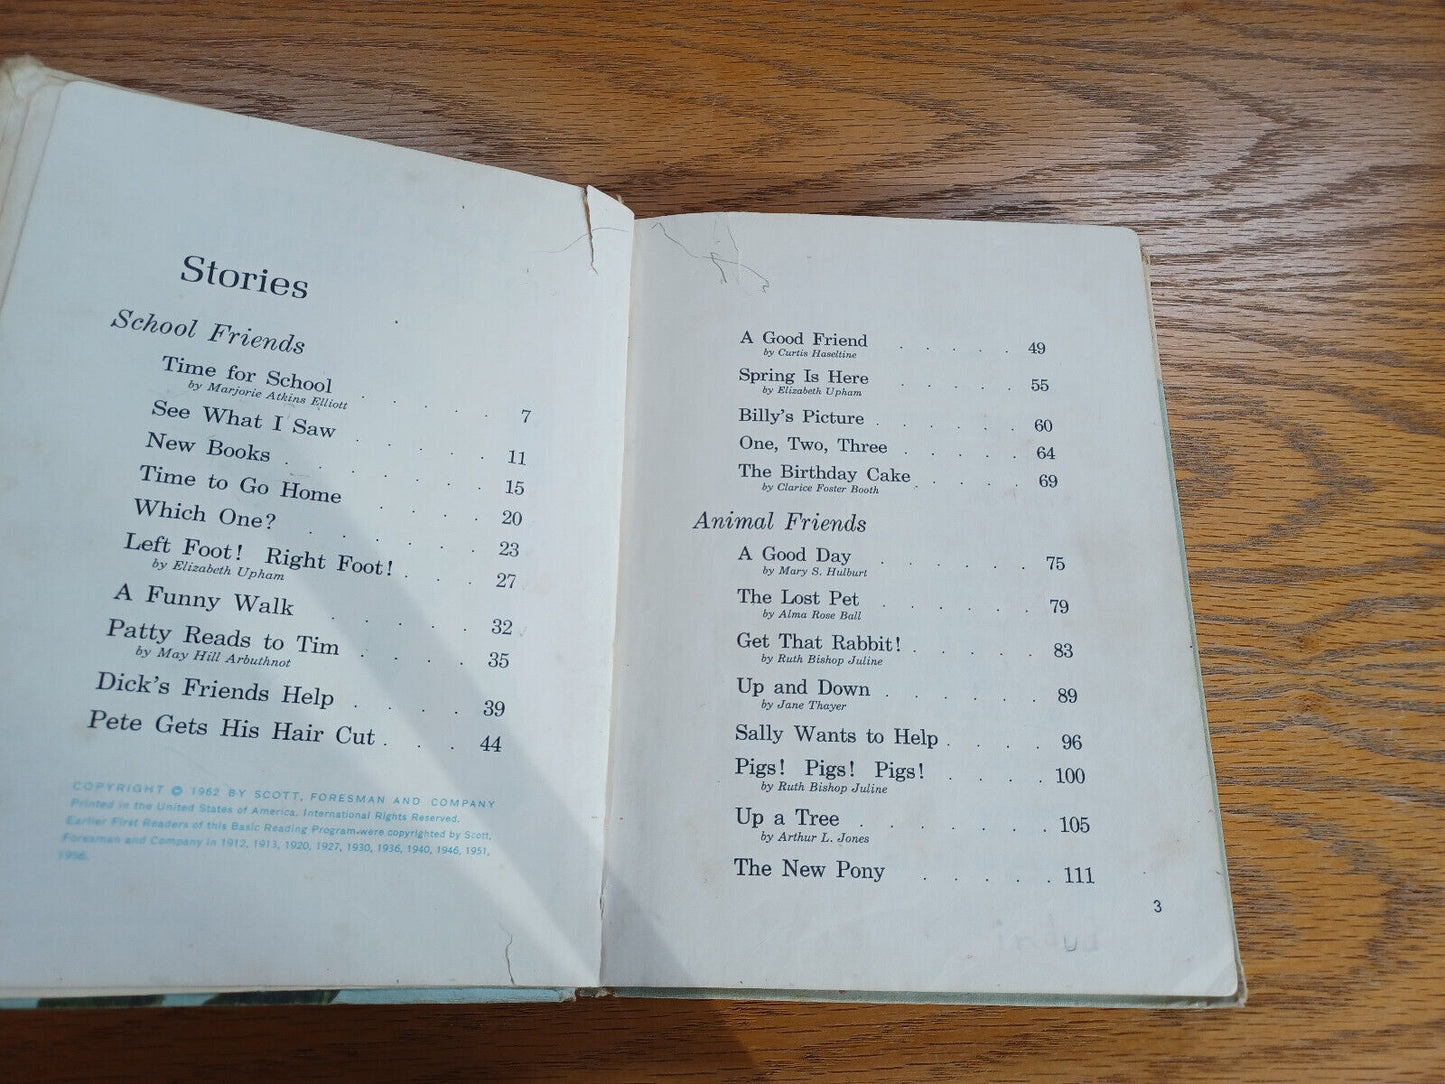 Stories
School Friends
Time for School . . . . . 7
by Marjorie Atkins Elliott
See What I Saw . . . . . 11
New Books . . . . . . . 15
Time to Go Home . . . . 20
Which One? . . . . . . 23
Left Foot! Right Foot! . . . 27
by Elizabeth Upham
A Funny Walk . . . . . 32
Patty Reads to Tim . . . . 35
by May Hill Arbuthnot
Dick's Friends Help . . . . 39
Pete Gets His Hair Cut . . . 44
COPYRIGHT © 1962 BY SCOTT, FORESMAN AND COMPANY
Printed in the United States of America. International Rights Reserved.
Earlier First Readers of this Basic Reading Program were copyrighted by Scott,
Foresman and Company in 1912, 1913, 1920, 1927, 1930, 1936, 1940, 1946, 1951,
1956.
A Good Friend . . . . . 49
by Curtis Haseltine
Spring Is Here . . . . . 55
by Elizabeth Upham
Billy's Picture . . . . . . 60
One, Two, Three . . . . . 64
The Birthday Cake . . . . . 69
by Clarice Foster Booth
Animal Friends
A Good Day . . . . . . 75
by Mary S. Hulburt
The Lost Pet . . . . . . 79
by Alma Rose Ball
Get That Rabbit! . . . . . 83
by Ruth Bishop Juline
Up and Down . . . . . . 89
by Jane Thayer
Sally Wants to Help . . . . 96
Pigs! Pigs! Pigs! . . . . 100
by Ruth Bishop Juline
Up a Tree . . . . . . 105
by Arthur L. Jones
The New Pony . . . . . 111
3